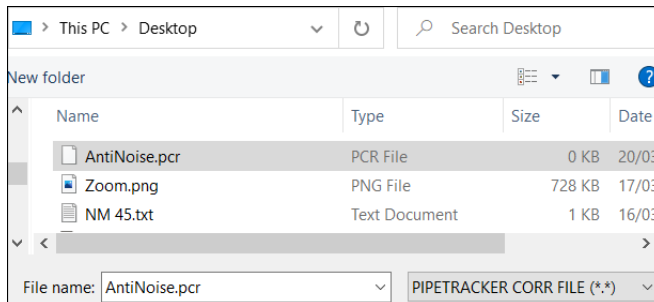 This PC > Desktop Search Desktop
New folder ?
Name Type Size Date
AntiNoise.pcr PCR File 0 KB 20/03
Zoom.png PNG File 728 KB 17/03
NM 45.txt Text Document 1 KB 16/03
File name: AntiNoise.pcr PIPETRACKER CORR FILE (*.*)